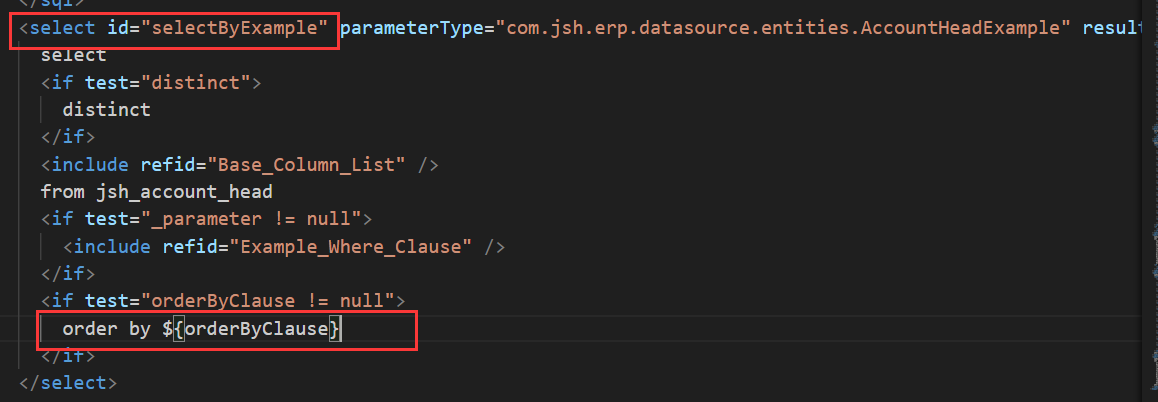 </sql>
<select id="selectByExample" parameterType="com.jsh.erp.datasource.entities.AccountHeadExample" result
select
<if test="distinct">
distinct
</if>
<include refid="Base_Column_List" />
from jsh_account_head
<if test="_parameter != null">
<include refid="Example_Where_Clause" />
</if>
<if test="orderByClause != null">
order by ${orderByClause}
</if>
</select>